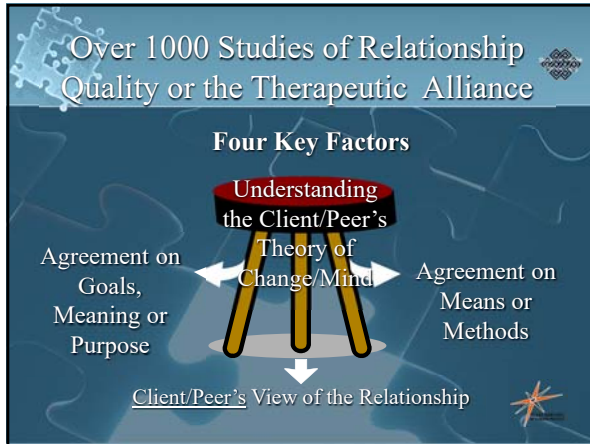 Over 1000 Studies of Relationship
Quality or the Therapeutic Alliance
Four Key Factors
Understanding
the Client/Peer's
Theory of
Change/Mind
Agreement on
Goals,
Meaning or
Purpose
Agreement on
Means or
Methods
Client/Peer's View of the Relationship